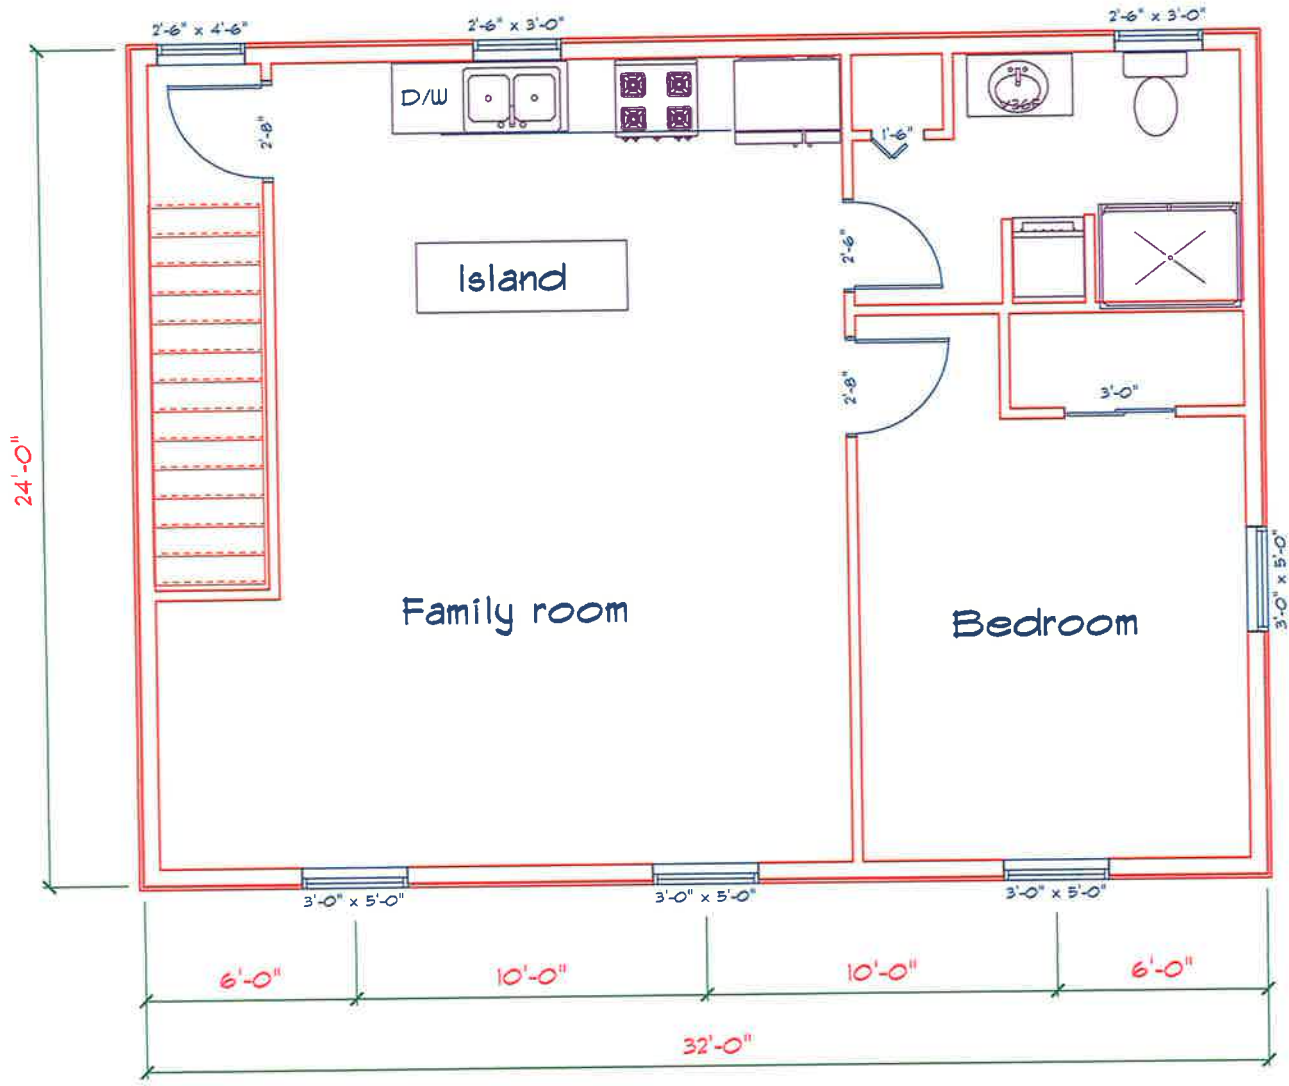 2'-6" x 4'-6"
2'-6" x 3'-0"
2'-6" x 3'-0"
D/W
2'-8"
1'-6"
2'-6"
Island
2'-8"
3'-0"
24'-0"
3'-0" x 5'-0"
Family room
Bedroom
3'-0" x 5'-0"
3'-0" x 5'-0"
3'-0" x 5'-0"
6'-0"
10'-0"
10'-0"
6'-0"
32'-0"